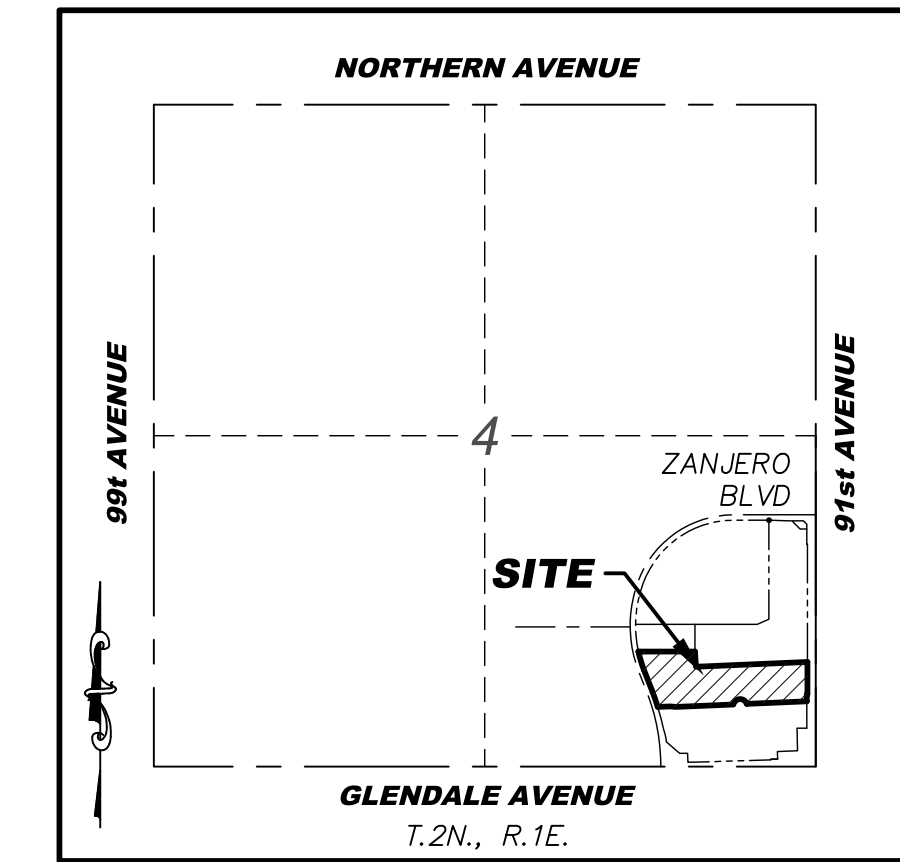 NORTHERN AVENUE
99t AVENUE
4
91st AVENUE
ZANJERO
BLVD
SITE
GLENDALE AVENUE
T.2N., R.1E.